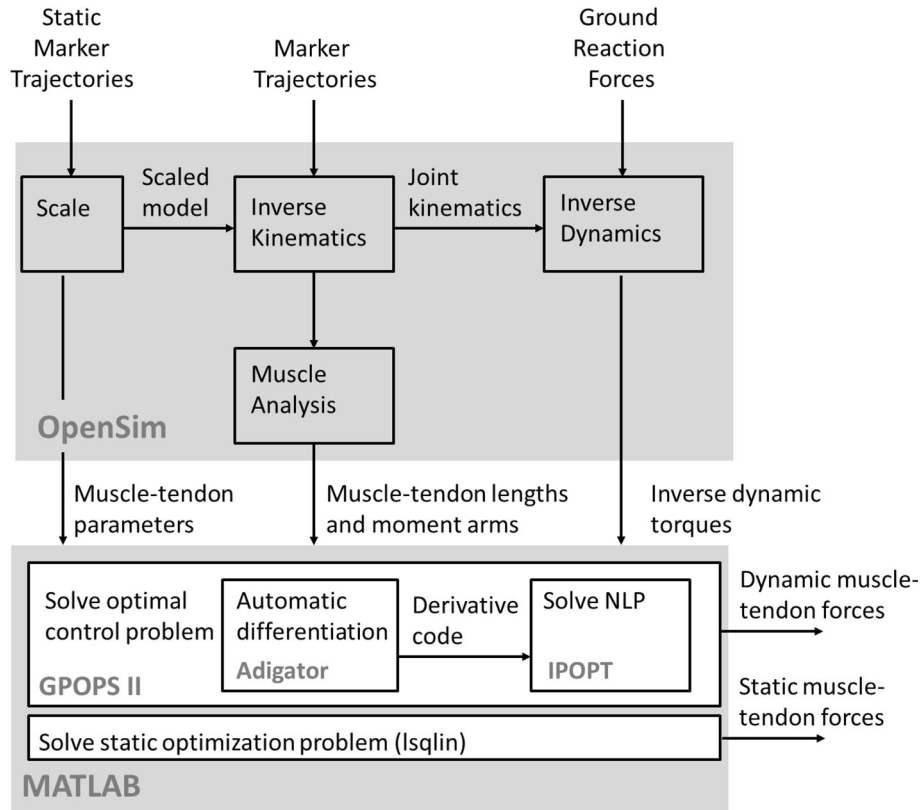 Static
Marker
Trajectories
Marker
Trajectories
Ground
Reaction
Forces
Scale
Scaled
model
Inverse
Kinematics
Joint
kinematics
Inverse
Dynamics
Muscle
Analysis
OpenSim
Muscle-tendon
parameters
Muscle-tendon lengths
and moment arms
Inverse dynamic
torques
Solve optimal
control problem
GPOPS II
Automatic
differentiation
Adigator
Derivative
code
Solve NLP
IPOPT
Dynamic muscle-
tendon forces
Solve static optimization problem (lsqlin)
Static muscle-
tendon forces
MATLAB